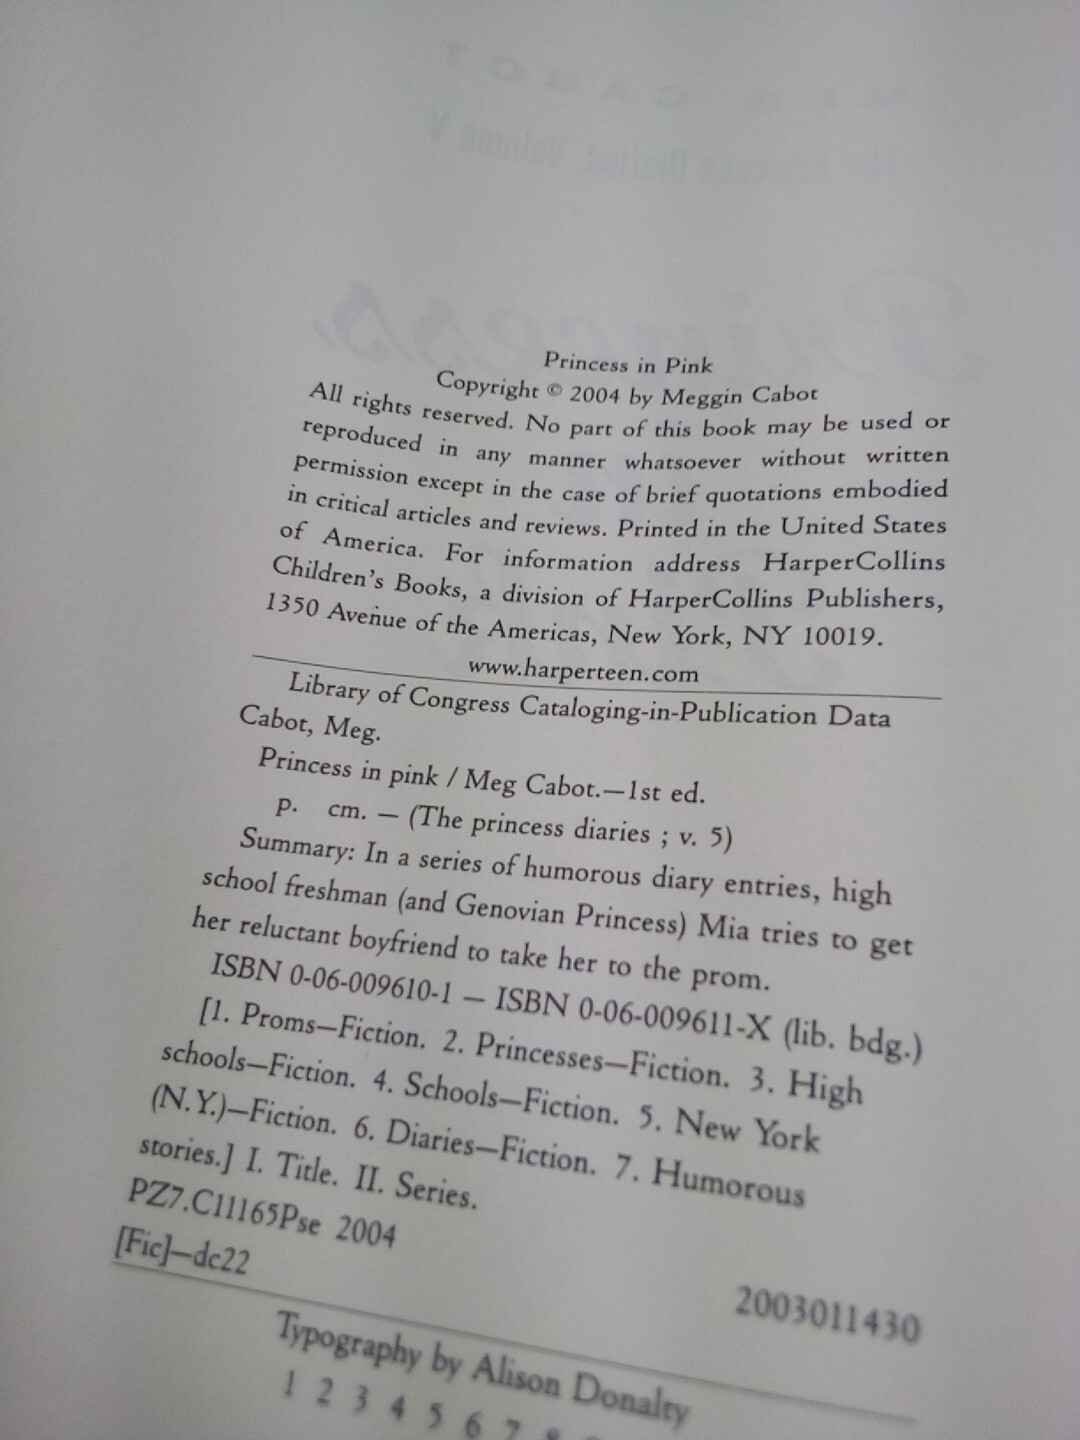 Princess in Pink
Copyright © 2004 by Meggin Cabot
All rights reserved. No part of this book may be used or
reproduced in any manner whatsoever without written
permission except in the case of brief quotations embodied
in critical articles and reviews. Printed in the United States
of America. For information address HarperCollins
Children's Books, a division of HarperCollins Publishers,
1350 Avenue of the Americas, New York, NY 10019.
www.harperteen.com
Library of Congress Cataloging-in-Publication Data
Cabot, Meg.
Princess in pink / Meg Cabot.—1st ed.
p. cm. — (The princess diaries ; v. 5)
Summary: In a series of humorous diary entries, high
school freshman (and Genovian Princess) Mia tries to get
her reluctant boyfriend to take her to the prom.
ISBN 0-06-009610-1 — ISBN 0-06-009611-X (lib. bdg.)
[1. Proms—Fiction. 2. Princesses—Fiction. 3. High
schools—Fiction. 4. Schools—Fiction. 5. New York
(N.Y.)—Fiction. 6. Diaries—Fiction. 7. Humorous
stories.] I. Title. II. Series.
PZ7.C11165Pse 2004
[Fic]—dc22
2003011430
Typography by Alison Donalty
1 2 3 4 5 6 7 8